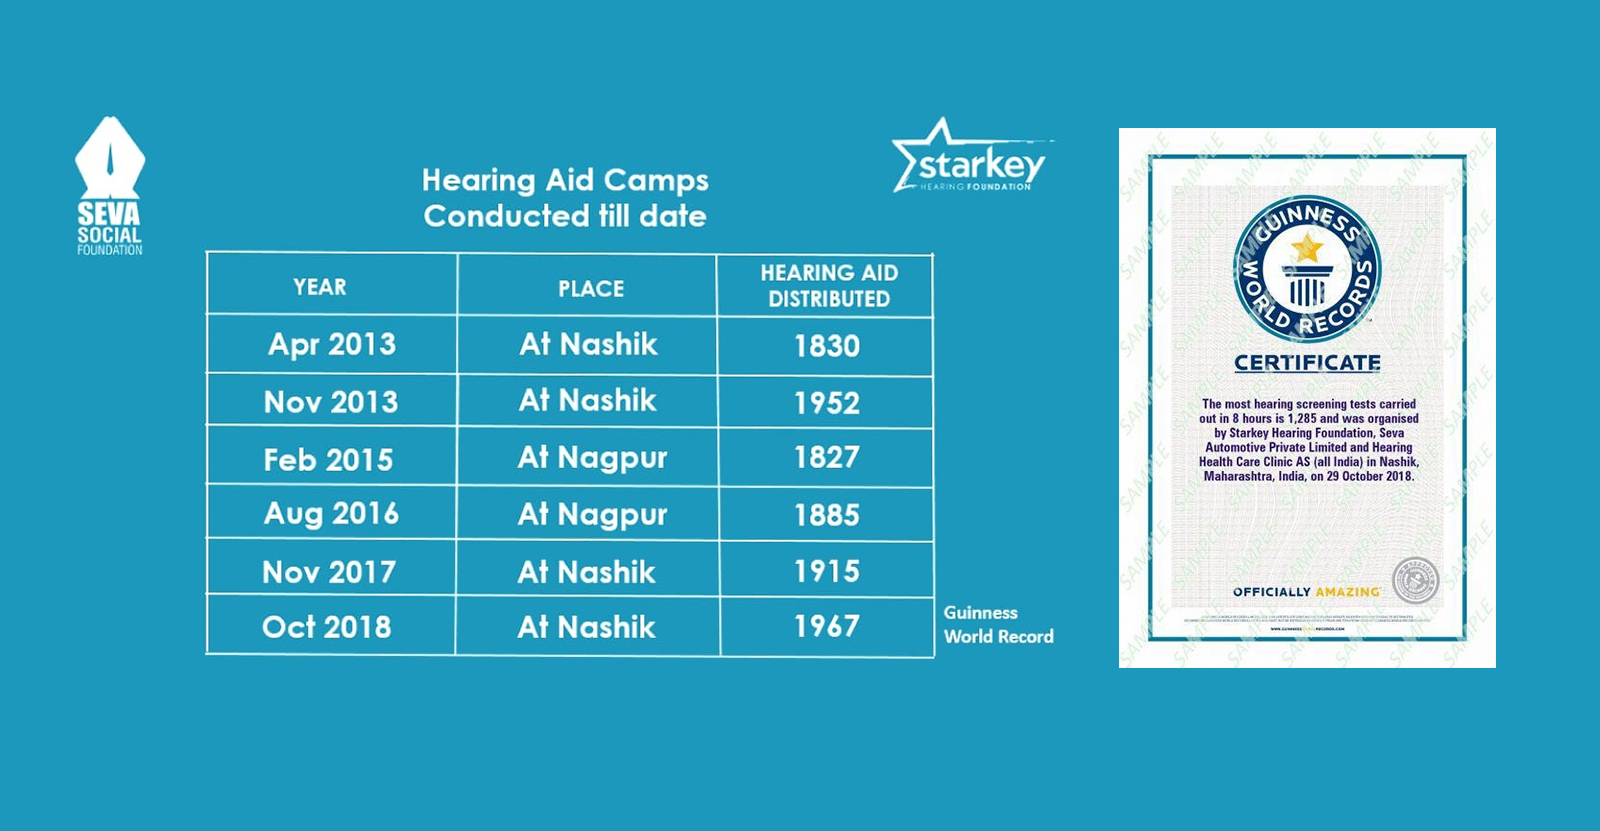 SEVA
SOCIAL
FOUNDATION
Hearing Aid Camps
Conducted till date
starkey
HEARING FOUNDATION
YEAR PLACE HEARING AID DISTRIBUTED
Apr 2013 At Nashik 1830
Nov 2013 At Nashik 1952
Feb 2015 At Nagpur 1827
Aug 2016 At Nagpur 1885
Nov 2017 At Nashik 1915
Oct 2018 At Nashik 1967
Guinness
World Record
GUINNESS
WORLD RECORDS
CERTIFICATE
The most hearing screening tests carried
out in 8 hours is 1,285 and was organised
by Starkey Hearing Foundation, Seva
Automotive Private Limited and Hearing
Health Care Clinic AS (all India) in Nashik,
Maharashtra, India, on 29 October 2018.
OFFICIALLY AMAZING
WWW.GUINNESSWORLDRECORDS.COM
SAMPLE